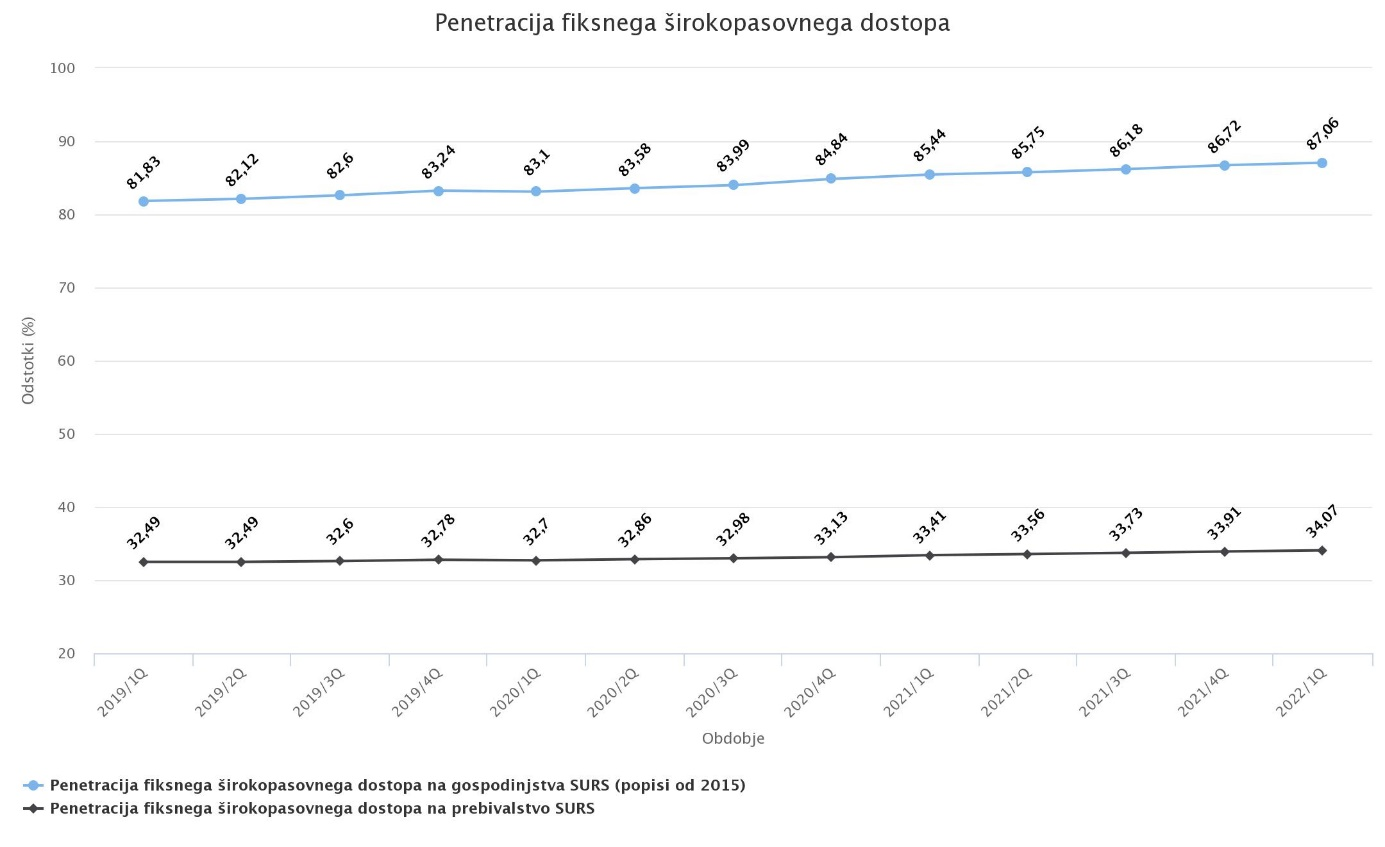 Penetracija fiksnega širokopasovnega dostopa
100
90
80
70
60
50
40
30
20
Odstotki (%)
81,83 82,12 82,6 83,24 83,1 83,58 83,99 84,84 85,44 85,75 86,18 86,72 87,06
32,49 32,49 32,6 32,78 32,7 32,86 32,98 33,13 33,41 33,56 33,73 33,91 34,07
2019/1Q 2019/2Q 2019/3Q 2019/4Q 2020/1Q 2020/2Q 2020/3Q 2020/4Q 2021/1Q 2021/2Q 2021/3Q 2021/4Q 2022/1Q
Obdobje
Penetracija fiksnega širokopasovnega dostopa na gospodinjstva SURS (popisi od 2015)
Penetracija fiksnega širokopasovnega dostopa na prebivalstvo SURS